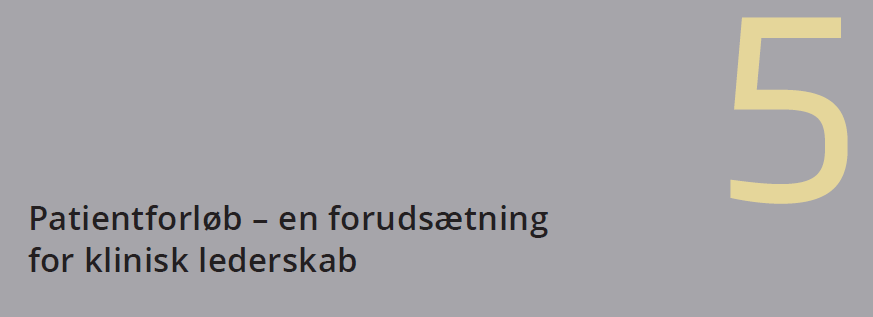 5
Patientforløb – en forudsætning
for klinisk lederskab